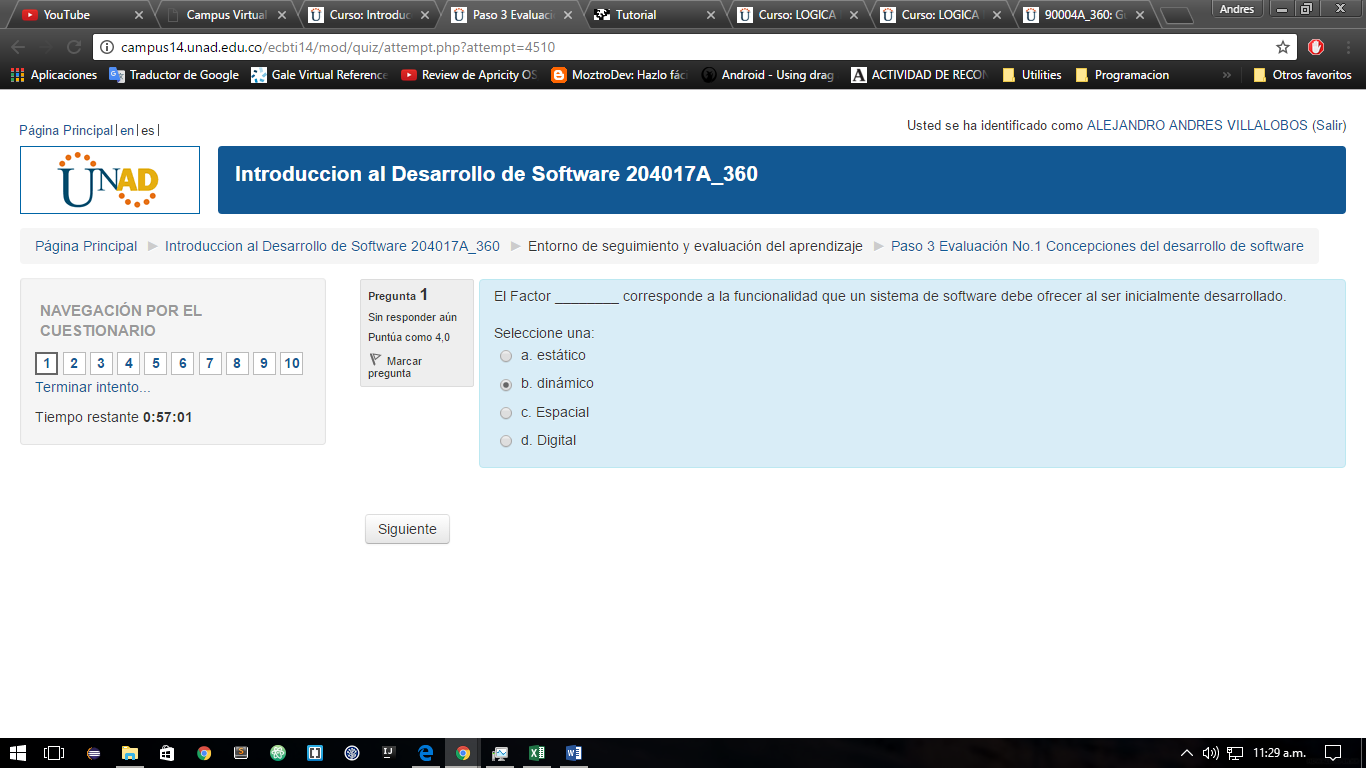 YouTube
Campus Virtual
Curso: Introduc
Paso 3 Evaluaci
Tutorial
Curso: LOGICA
Curso: LOGICA
90004A_360: G
Andres
campus14.unad.edu.co/ecbti14/mod/quiz/attempt.php?attempt=4510
Aplicaciones
Traductor de Google
Gale Virtual Reference
Review de Apricity OS
MoztroDev: Hazlo fáci
Android - Using drag
ACTIVIDAD DE RECON
Utilities
Programacion
»
Otros favoritos
Página Principal | en | es |
Usted se ha identificado como ALEJANDRO ANDRES VILLALOBOS (Salir)
UNAD
Introduccion al Desarrollo de Software 204017A_360
Página Principal ► Introduccion al Desarrollo de Software 204017A_360 ► Entorno de seguimiento y evaluación del aprendizaje ► Paso 3 Evaluación No.1 Concepciones del desarrollo de software
NAVEGACIÓN POR EL
CUESTIONARIO
1 2 3 4 5 6 7 8 9 10
Terminar intento...
Tiempo restante 0:57:01
Pregunta 1
Sin responder aún
Puntúa como 4,0
Marcar
pregunta
El Factor ________ corresponde a la funcionalidad que un sistema de software debe ofrecer al ser inicialmente desarrollado.
Seleccione una:
a. estático
b. dinámico
c. Espacial
d. Digital
Siguiente
11:29 a.m.